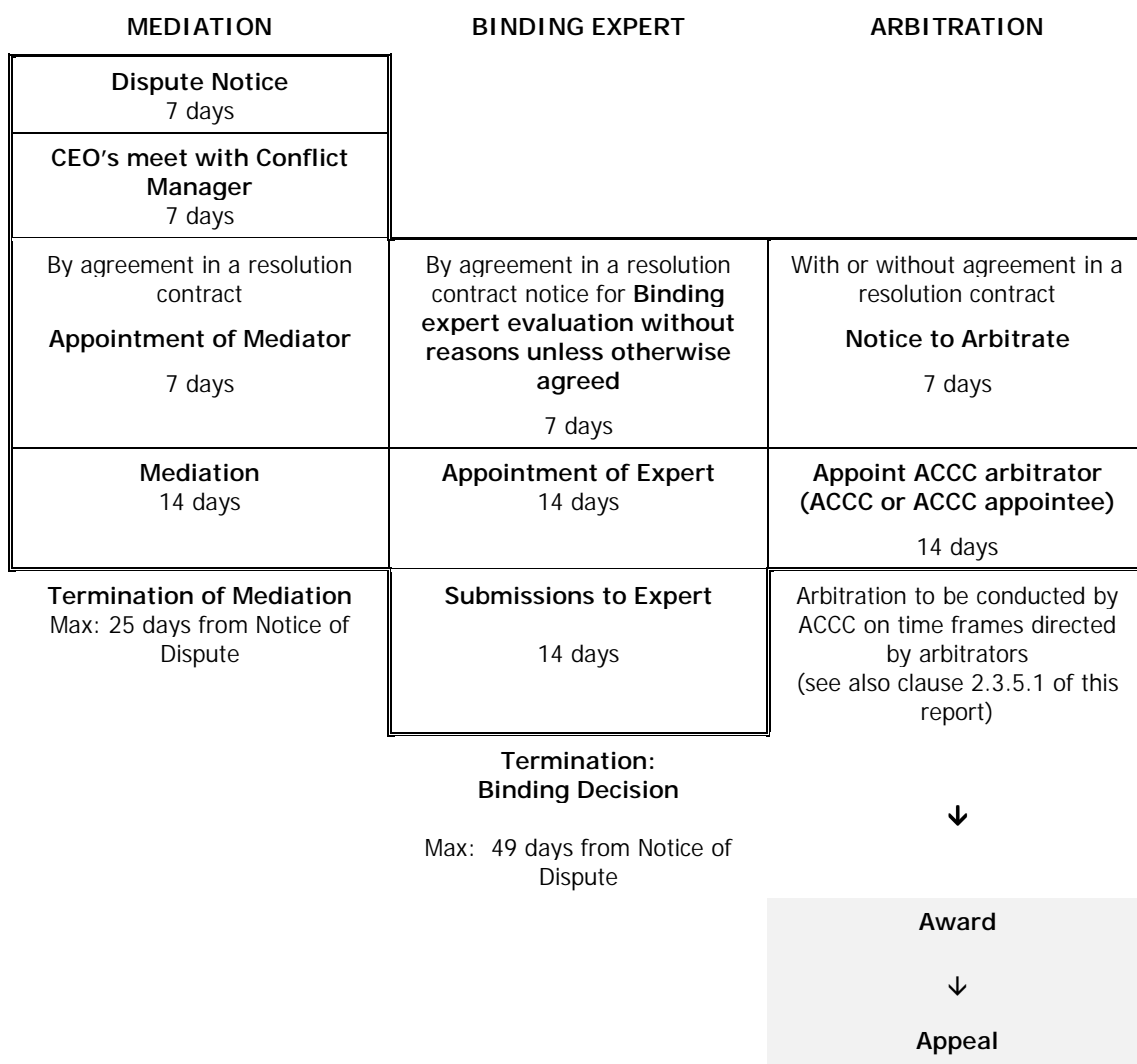 MEDIATION
BINDING EXPERT
ARBITRATION
Dispute Notice
7 days
CEO's meet with Conflict
Manager
7 days
By agreement in a resolution
contract
Appointment of Mediator
7 days
By agreement in a resolution
contract notice for Binding
expert evaluation without
reasons unless otherwise
agreed
7 days
With or without agreement in a
resolution contract
Notice to Arbitrate
7 days
Mediation
14 days
Appointment of Expert
14 days
Appoint ACCC arbitrator
(ACCC or ACCC appointee)
14 days
Termination of Mediation
Max: 25 days from Notice of
Dispute
Submissions to Expert
14 days
Arbitration to be conducted by
ACCC on time frames directed
by arbitrators
(see also clause 2.3.5.1 of this
report)
Termination:
Binding Decision
Max: 49 days from Notice of
Dispute
Award
Appeal